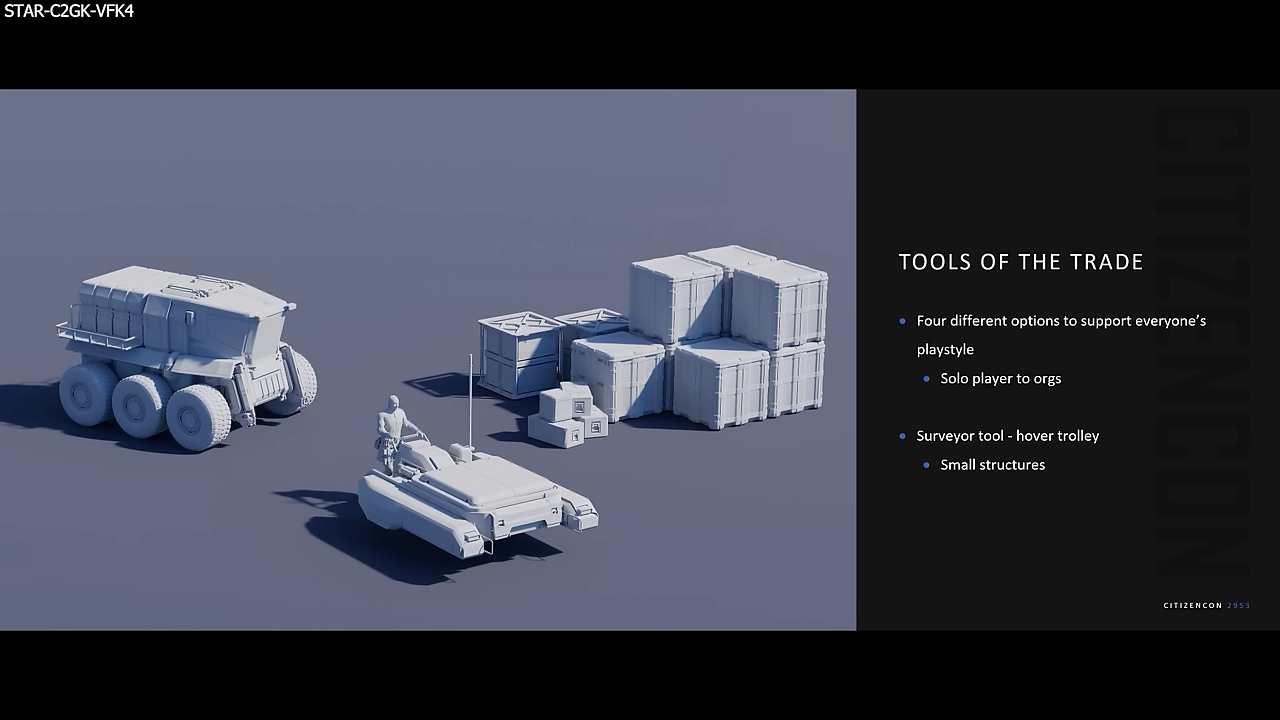 STAR-C2GK-VFK4
CITIZENCON
TOOLS OF THE TRADE
Four different options to support everyone's
playstyle
Solo player to orgs
Surveyor tool - hover trolley
Small structures
CITIZENCON 2953